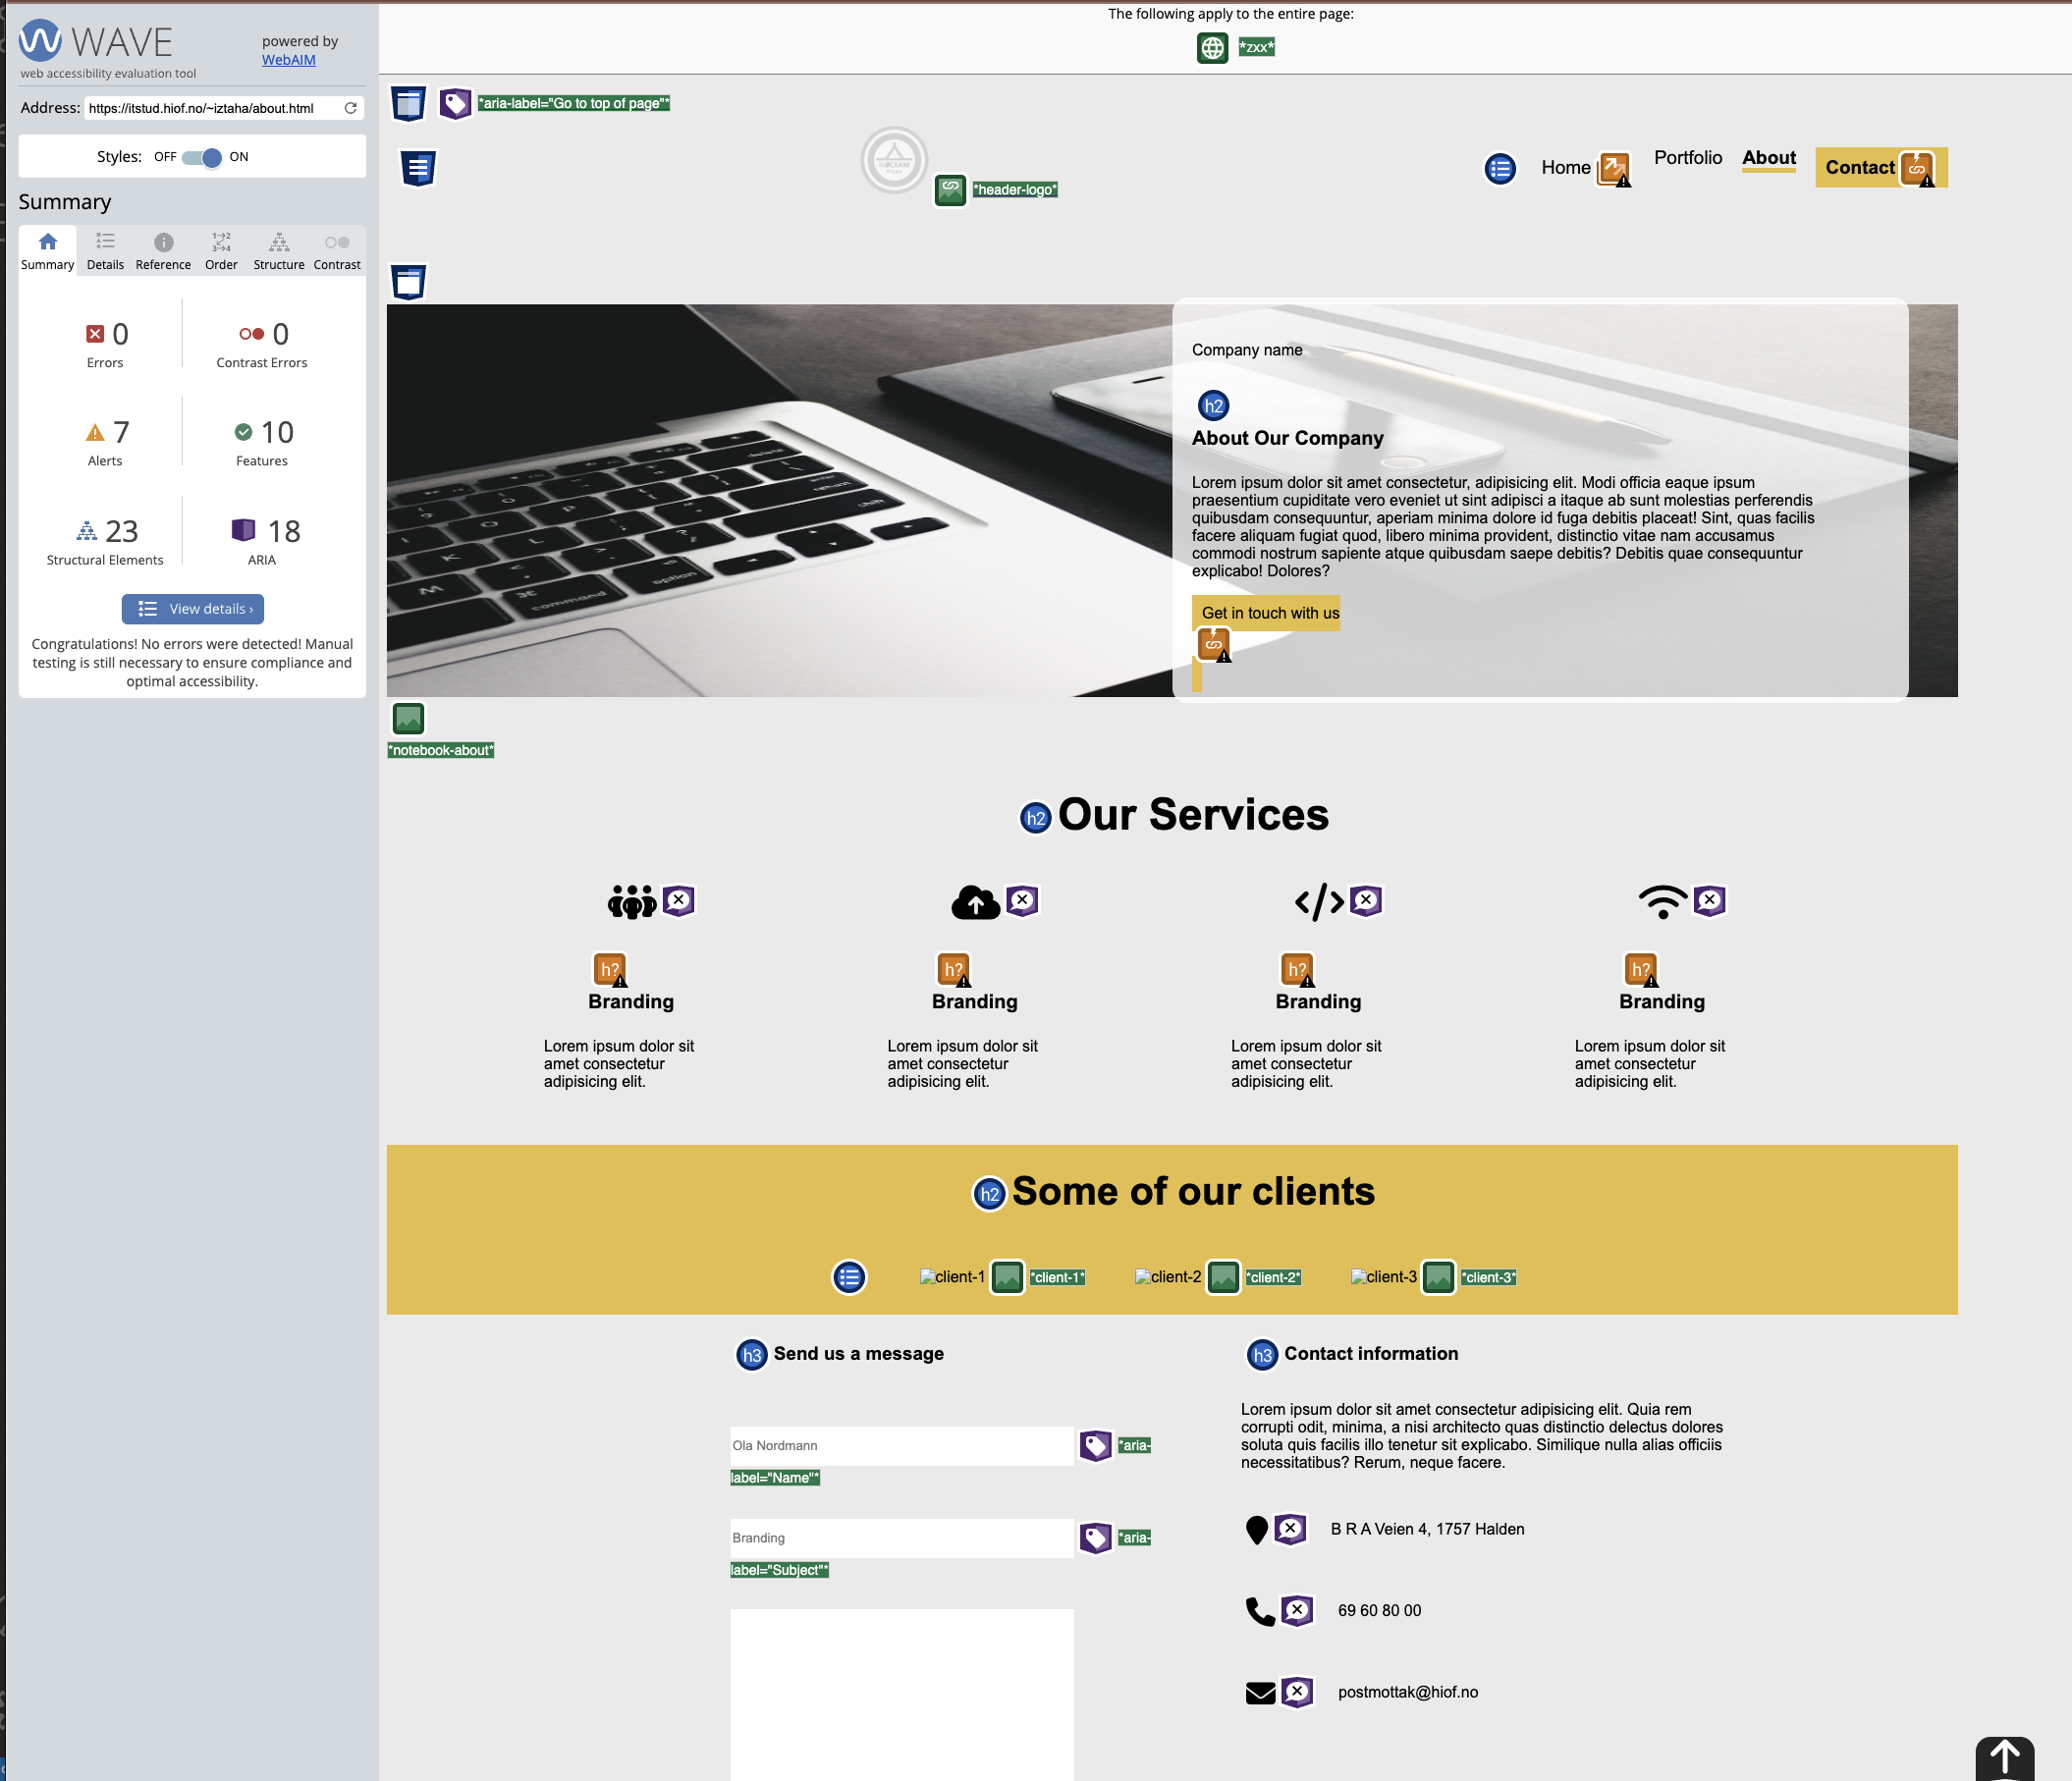 WAVE
web accessibility evaluation tool
powered by
WebAIM
Address: https://itstud.hiof.no/~iztaha/about.html
Styles: OFF ON
Summary
Summary Details Reference Order Structure Contrast
0 0
Errors Contrast Errors
7 10
Alerts Features
23 18
Structural Elements ARIA
View details ›
Congratulations! No errors were detected! Manual
testing is still necessary to ensure compliance and
optimal accessibility.
The following apply to the entire page:
*zxx*
*aria-label="Go to top of page"*
*header-logo*
Home Portfolio About Contact
Company name
h2
About Our Company
Lorem ipsum dolor sit amet consectetur, adipisicing elit. Modi officia eaque ipsum
praesentium cupiditate vero eveniet ut sint adipisci a itaque ab sunt molestias perferendis
quibusdam consequuntur, aperiam minima dolore id fuga debitis placeat! Sint, quas facilis
facere aliquam fugiat quod, libero minima provident, distinctio vitae nam accusamus
commodi nostrum sapiente atque quibusdam saepe debitis? Debitis quae consequuntur
explicabo! Dolores?
Get in touch with us
command
option
shift
return
delete
*notebook-about*
h2 Our Services
h? h? h? h?
Branding Branding Branding Branding
Lorem ipsum dolor sit
amet consectetur
adipisicing elit.
Lorem ipsum dolor sit
amet consectetur
adipisicing elit.
Lorem ipsum dolor sit
amet consectetur
adipisicing elit.
Lorem ipsum dolor sit
amet consectetur
adipisicing elit.
h2 Some of our clients
client-1 *client-1* client-2 *client-2* client-3 *client-3*
h3 Send us a message
Ola Nordmann *aria-
label="Name"*
Branding *aria-
label="Subject"*
h3 Contact information
Lorem ipsum dolor sit amet consectetur adipisicing elit. Quia rem
corrupti odit, minima, a nisi architecto quas distinctio delectus dolores
soluta quis facilis illo tenetur sit explicabo. Similique nulla alias officiis
necessitatibus? Rerum, neque facere.
B R A Veien 4, 1757 Halden
69 60 80 00
postmottak@hiof.no